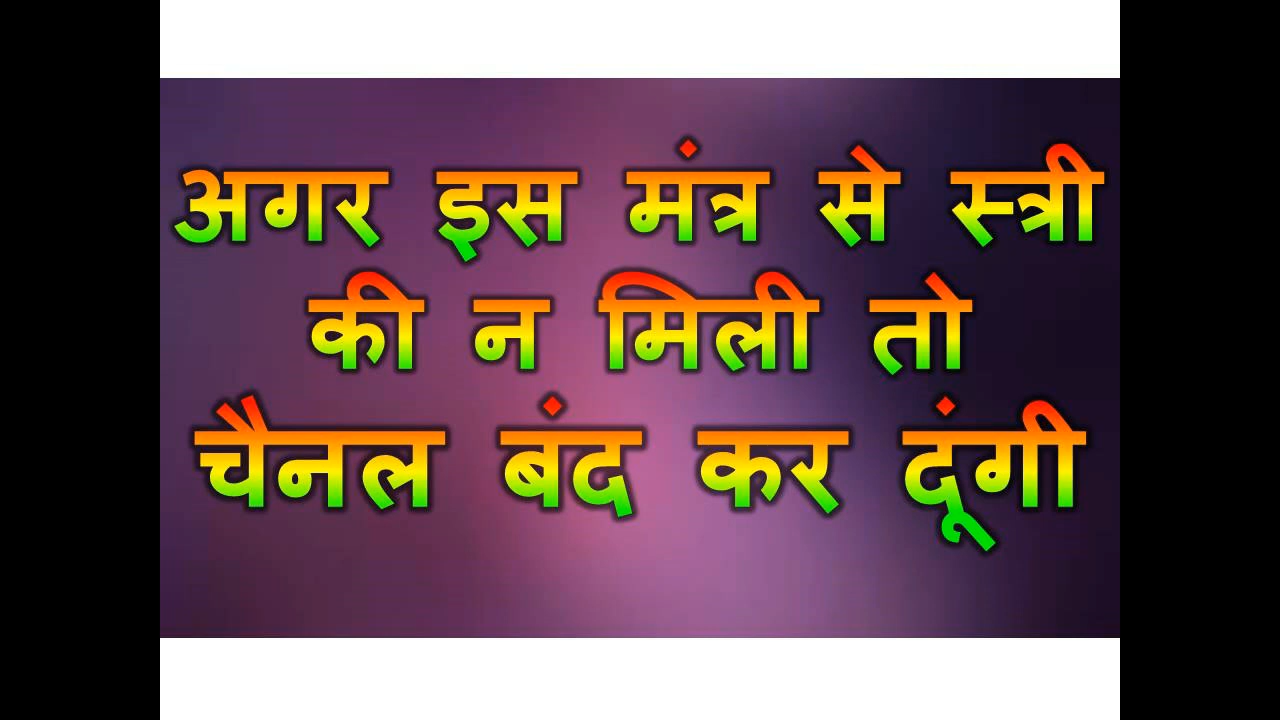 अगर इस मंत्र से स्त्री
की न मिली तो
चैनल बंद कर दूंगी